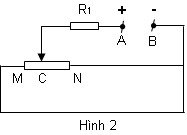 R1 + -
A B
M C N
Hình 2